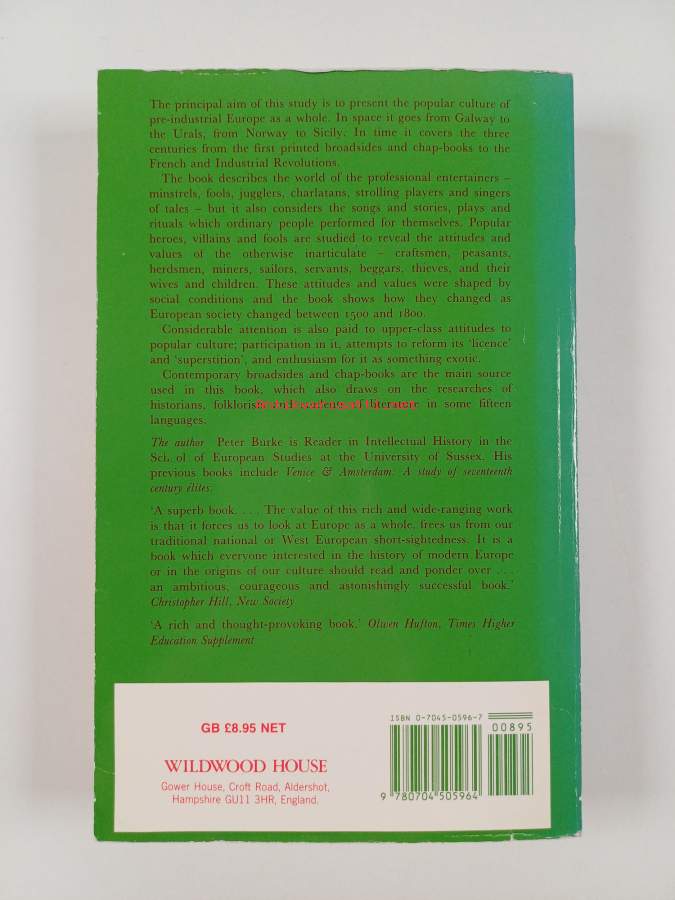 The principal aim of this study is to present the popular culture of
pre-industrial Europe as a whole. In space it goes from Galway to
the Urals, from Norway to Sicily. In time it covers the three
centuries from the first printed broadsides and chap-books to the
French and Industrial Revolutions.
The book describes the world of the professional entertainers –
minstrels, fools, jugglers, charlatans, strolling players and singers
of tales – but it also considers the songs and stories, plays and
rituals which ordinary people performed for themselves. Popular
heroes, villains and fools are studied to reveal the attitudes and
values of the otherwise inarticulate – craftsmen, peasants,
herdsmen, miners, sailors, servants, beggars, thieves, and their
wives and children. These attitudes and values were shaped by
social conditions and the book shows how they changed as
European society changed between 1500 and 1800.
Considerable attention is also paid to upper-class attitudes to
popular culture; participation in it, attempts to reform its 'licence'
and 'superstition', and enthusiasm for it as something exotic.
Contemporary broadsides and chap-books are the main source
used in this book, which also draws on the researches of
historians, folklorists and students of literature in some fifteen
languages.
The author Peter Burke is Reader in Intellectual History in the
School of European Studies at the University of Sussex. His
previous books include Venice & Amsterdam: A study of seventeenth
century élites.
'A superb book. . . . The value of this rich and wide-ranging work
is that it forces us to look at Europe as a whole, frees us from our
traditional national or West European short-sightedness. It is a
book which everyone interested in the history of modern Europe
or in the origins of our culture should read and ponder over . . .
an ambitious, courageous and astonishingly successful book.'
Christopher Hill, New Society
'A rich and thought-provoking book.' Olwen Hufton, Times Higher
Education Supplement
GB £8.95 NET
WILDWOOD HOUSE
Gower House, Croft Road, Aldershot,
Hampshire GU11 3HR, England.
ISBN 0-7045-0596-7
00895
9 780704 505964